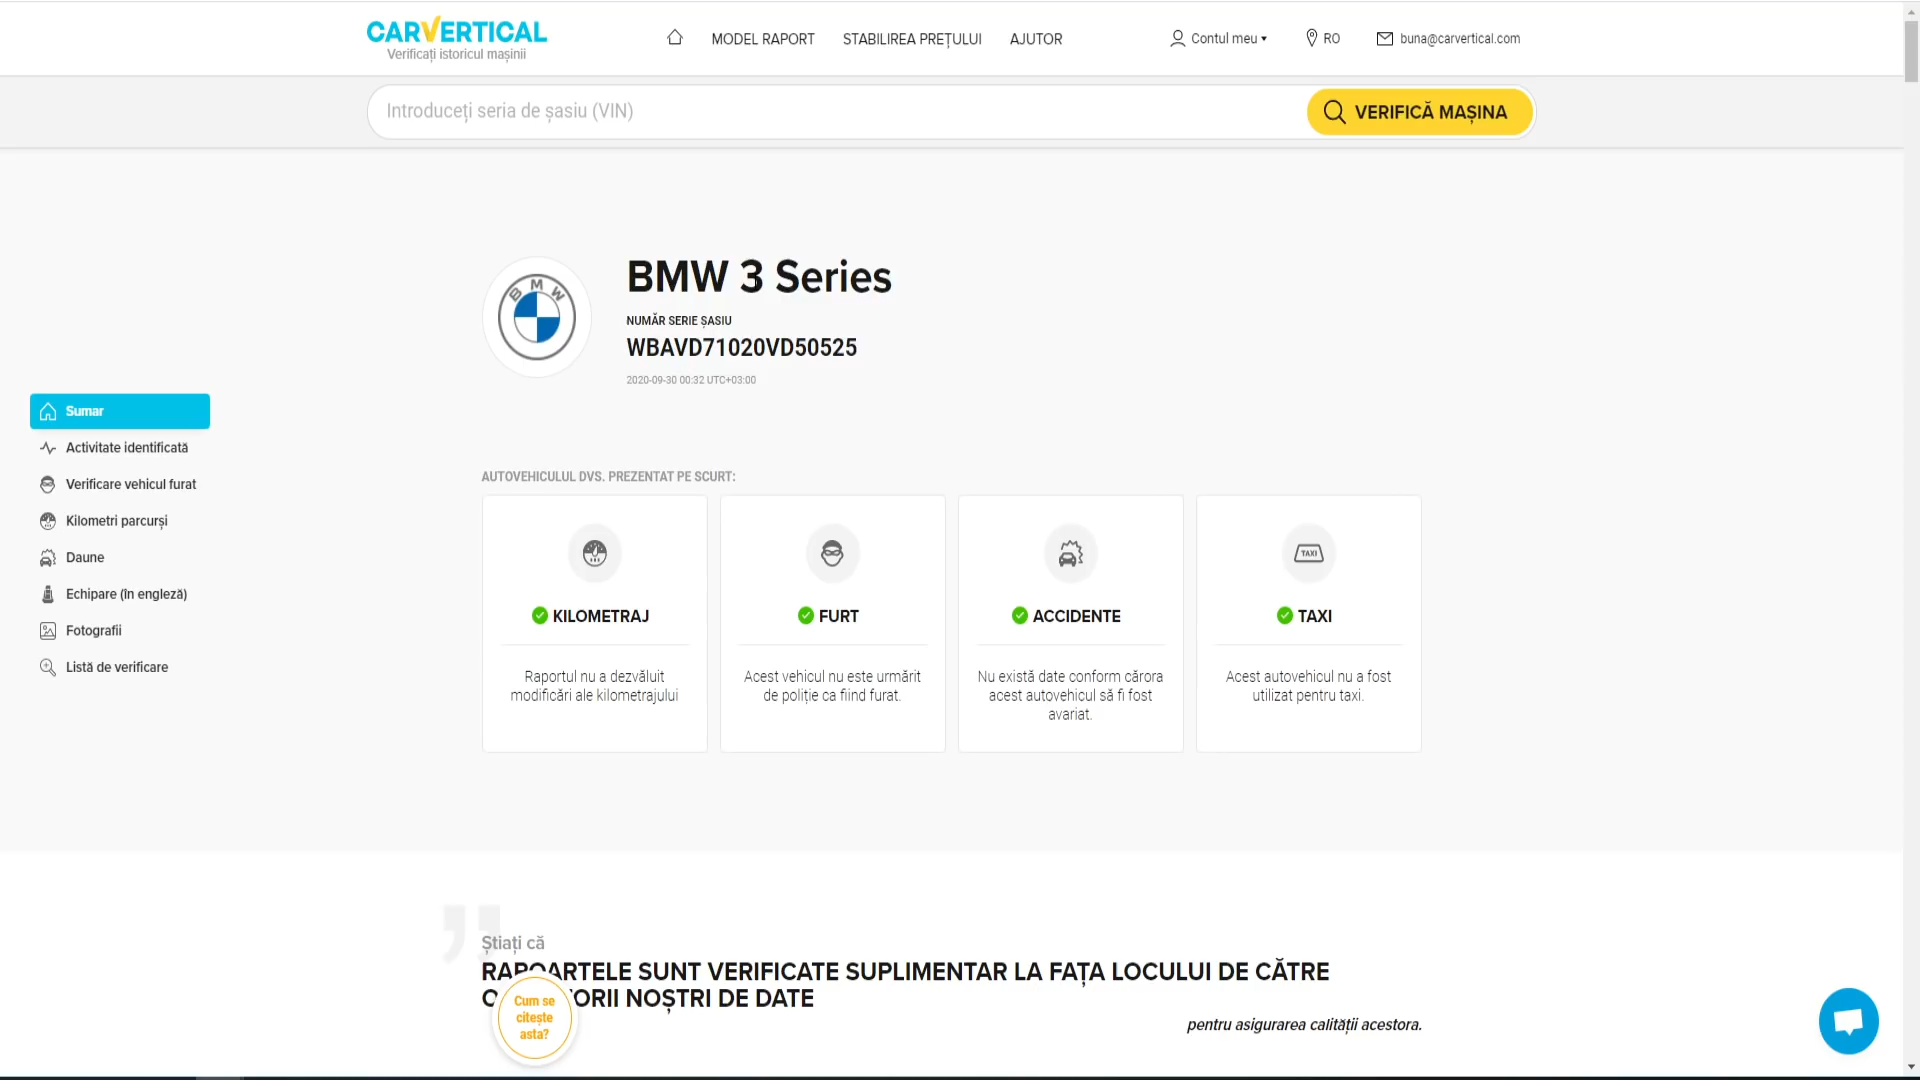 CARVERTICAL
Verificați istoricul mașinii
MODEL RAPORT
STABILIREA PREȚULUI
AJUTOR
Contul meu
RO
buna@carvertical.com
Introduceți seria de șasiu (VIN)
VERIFICĂ MAȘINA
BMW
BMW 3 Series
NUMĂR SERIE ȘASIU
WBAVD71020VD50525
2020-09-30 00:32 UTC+03:00
Sumar
Activitate identificată
Verificare vehicul furat
Kilometri parcurși
Daune
Echipare (în engleză)
Fotografii
Listă de verificare
AUTOVEHICULUL DVS. PREZENTAT PE SCURT:
KILOMETRAJ
Raportul nu a dezvăluit
modificări ale kilometrajului
FURT
Acest vehicul nu este urmărit
de poliție ca fiind furat.
ACCIDENTE
Nu există date conform cărora
acest autovehicul să fi fost
avariat.
TAXI
TAXI
Acest autovehicul nu a fost
utilizat pentru taxi.
Știați că
RAPOARTELE SUNT VERIFICATE SUPLIMENTAR LA FAȚA LOCULUI DE CĂTRE
NOȘTRI DE DATE
pentru asigurarea calității acestora.
Cum se
citește
asta?